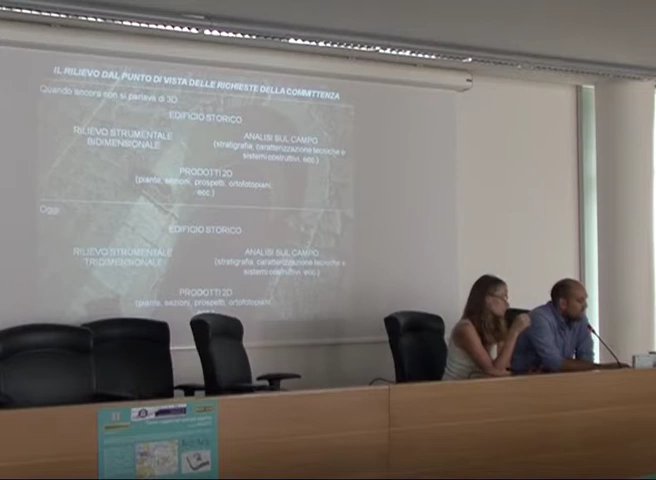 IL RILIEVO DAL PUNTO DI VISTA DELLE RICHIESTE DELLA COMMITTENZA
Quando ancora non si parlava di 3D
EDIFICIO STORICO
RILIEVO STRUMENTALE
BIDIMENSIONALE
ANALISI SUL CAMPO
(stratigrafia, caratterizzazione tecniche e
sistemi costruttivi, ecc.)
PRODOTTI 2D
(piante, sezioni, prospetti, ortofotopiani,
ecc.)
Oggi
EDIFICIO STORICO
RILIEVO STRUMENTALE
TRIDIMENSIONALE
ANALISI SUL CAMPO
(stratigrafia, caratterizzazione tecniche e
sistemi costruttivi, ecc.)
PRODOTTI 2D
(piante, sezioni, prospetti, ortofotopiani,